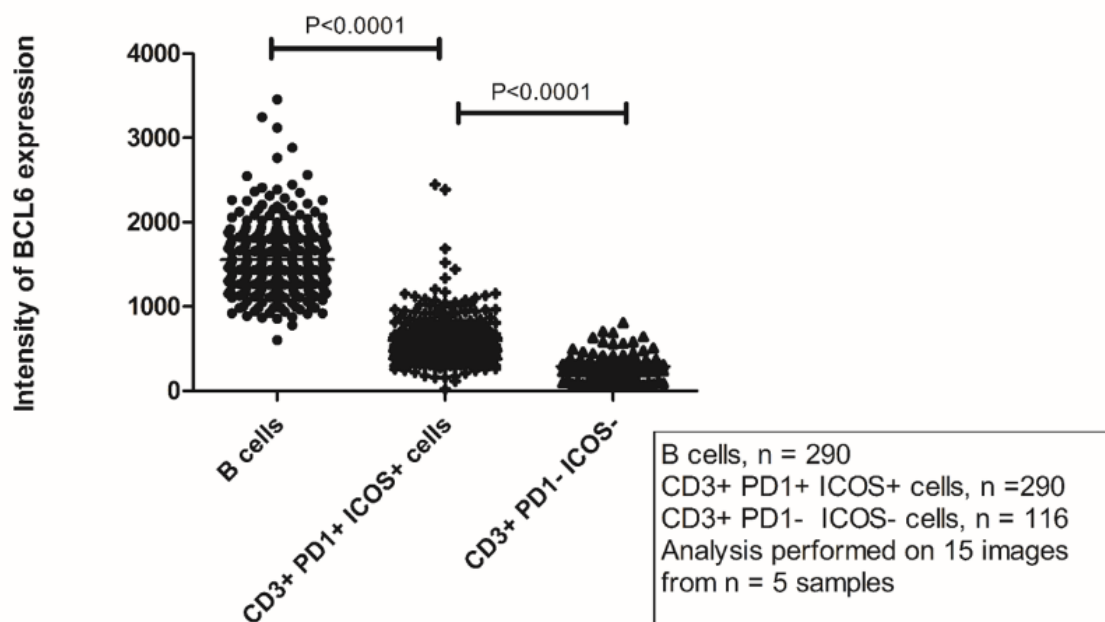 P<0.0001
P<0.0001
Intensity of BCL6 expression
4000
3000
2000
1000
0
B cells
CD3+ PD1+ ICOS+ cells
CD3+ PD1- ICOS-
B cells, n = 290
CD3+ PD1+ ICOS+ cells, n =290
CD3+ PD1-  ICOS- cells, n = 116
Analysis performed on 15 images
from n = 5 samples